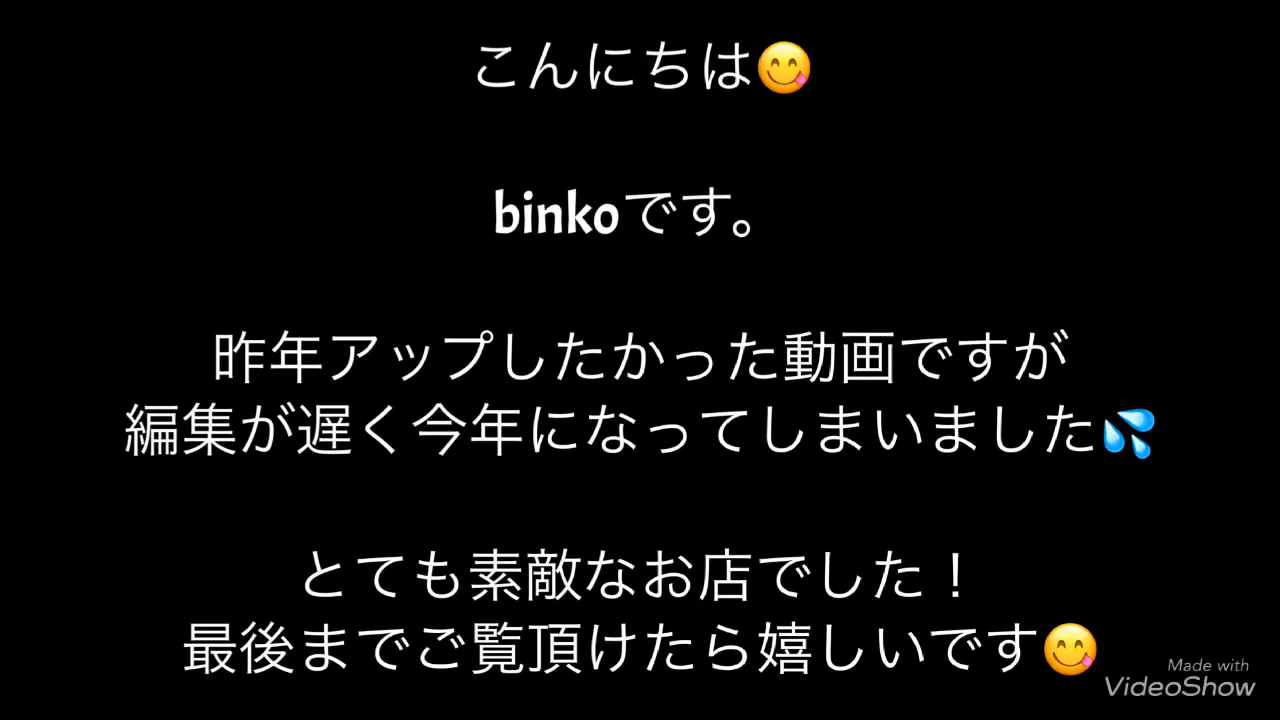 こんにちは😋
binkoです。
昨年アップしたかった動画ですが
編集が遅く今年になってしまいました💦
とても素敵なお店でした！
最後までご覧頂けたら嬉しいです😋
Made with
VideoShow